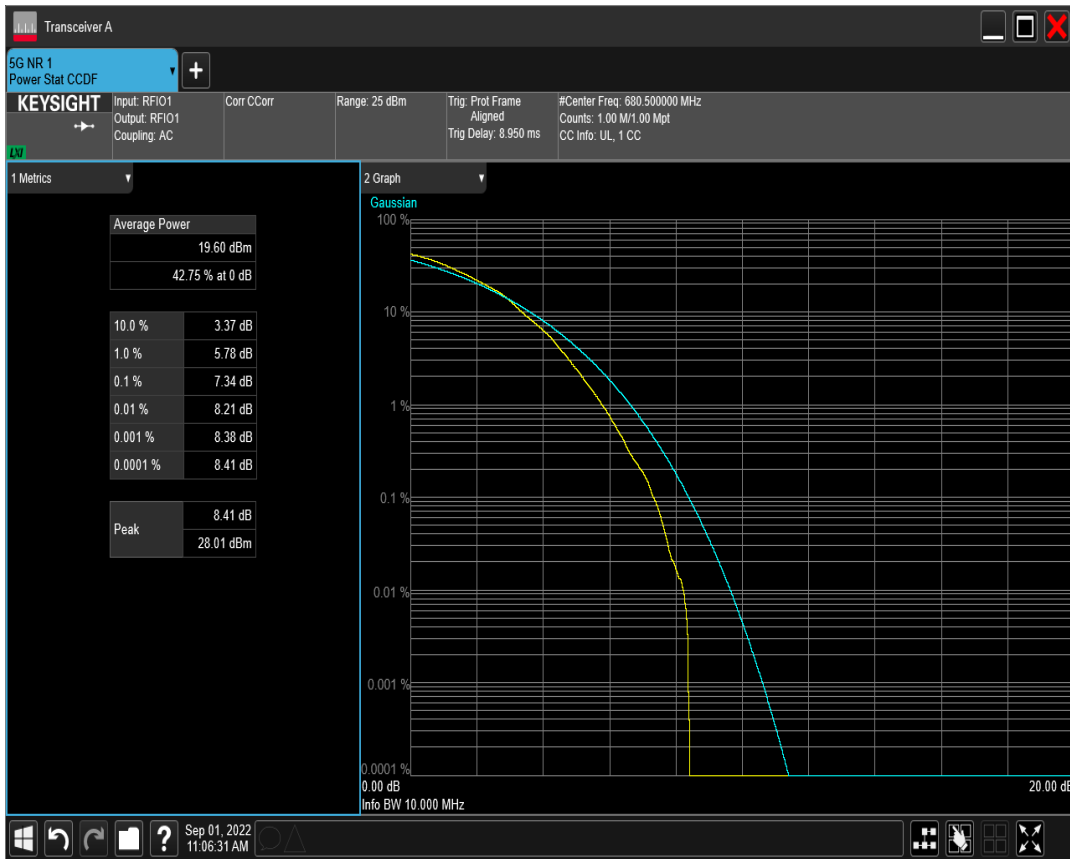 Transceiver A
5G NR 1
Power Stat CCDF
KEYSIGHT
LXI
Input: RFIO1
Output: RFIO1
Coupling: AC
Corr CCorr
Range: 25 dBm
Trig: Prot Frame
Aligned
Trig Delay: 8.950 ms
#Center Freq: 680.500000 MHz
Counts: 1.00 M/1.00 Mpt
CC Info: UL, 1 CC
1 Metrics
Average Power
19.60 dBm
42.75 % at 0 dB
10.0 % 3.37 dB
1.0 % 5.78 dB
0.1 % 7.34 dB
0.01 % 8.21 dB
0.001 % 8.38 dB
0.0001 % 8.41 dB
Peak
8.41 dB
28.01 dBm
2 Graph
Gaussian
100 %
10 %
1 %
0.1 %
0.01 %
0.001 %
0.0001 %
0.00 dB 20.00 dB
Info BW 10.000 MHz
?
Sep 01, 2022
11:06:31 AM